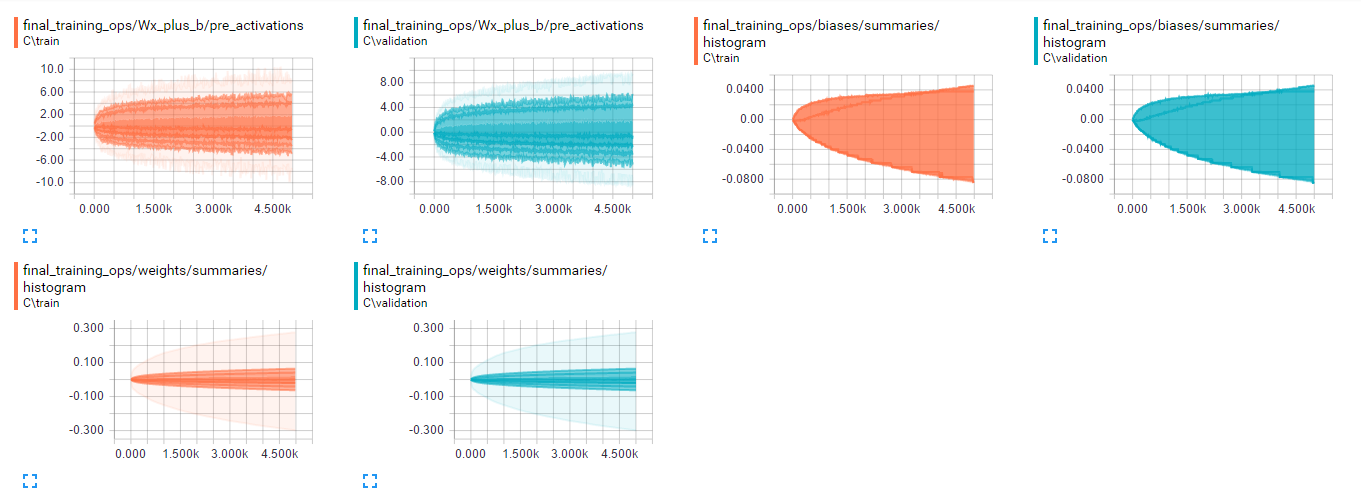 final_training_ops/Wx_plus_b/pre_activations
C\train
10.0
6.00
2.00
-2.00
-6.00
-10.0
0.000 1.500k 3.000k 4.500k
final_training_ops/Wx_plus_b/pre_activations
C\validation
8.00
4.00
0.00
-4.00
-8.00
0.000 1.500k 3.000k 4.500k
final_training_ops/biases/summaries/
histogram
C\train
0.0400
0.00
-0.0400
-0.0800
0.000 1.500k 3.000k 4.500k
final_training_ops/biases/summaries/
histogram
C\validation
0.0400
0.00
-0.0400
-0.0800
0.000 1.500k 3.000k 4.500k
final_training_ops/weights/summaries/
histogram
C\train
0.300
0.100
-0.100
-0.300
0.000 1.500k 3.000k 4.500k
final_training_ops/weights/summaries/
histogram
C\validation
0.300
0.100
-0.100
-0.300
0.000 1.500k 3.000k 4.500k